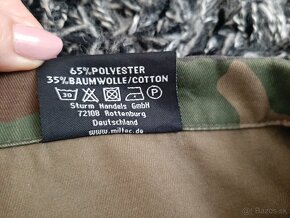 65% POLYESTER
35% BAUMWOLLE/COTTON
30 P
Sturm Handels GmbH
72108 Rottenburg
Deutschland
www.miltec.de
Bazos.sk